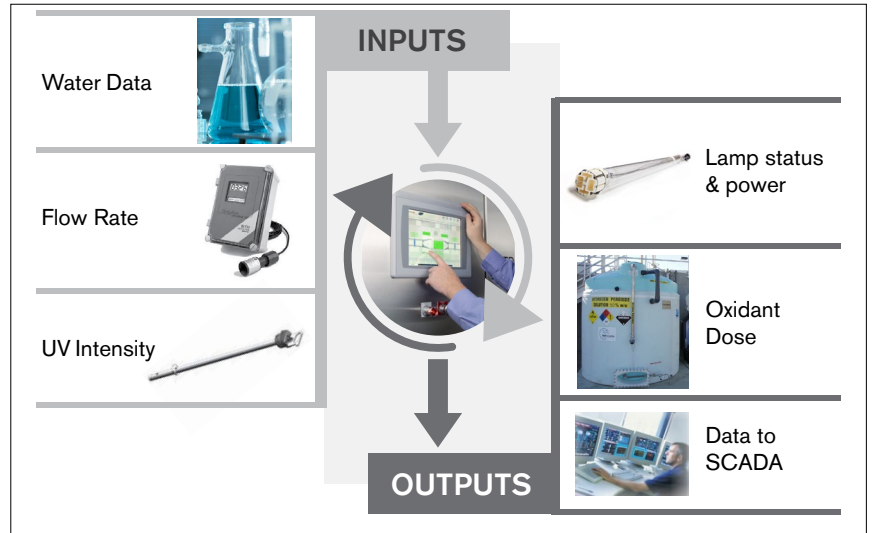 INPUTS
Water Data
Flow Rate
UV Intensity
Lamp status
& power
Oxidant
Dose
Data to
SCADA
OUTPUTS